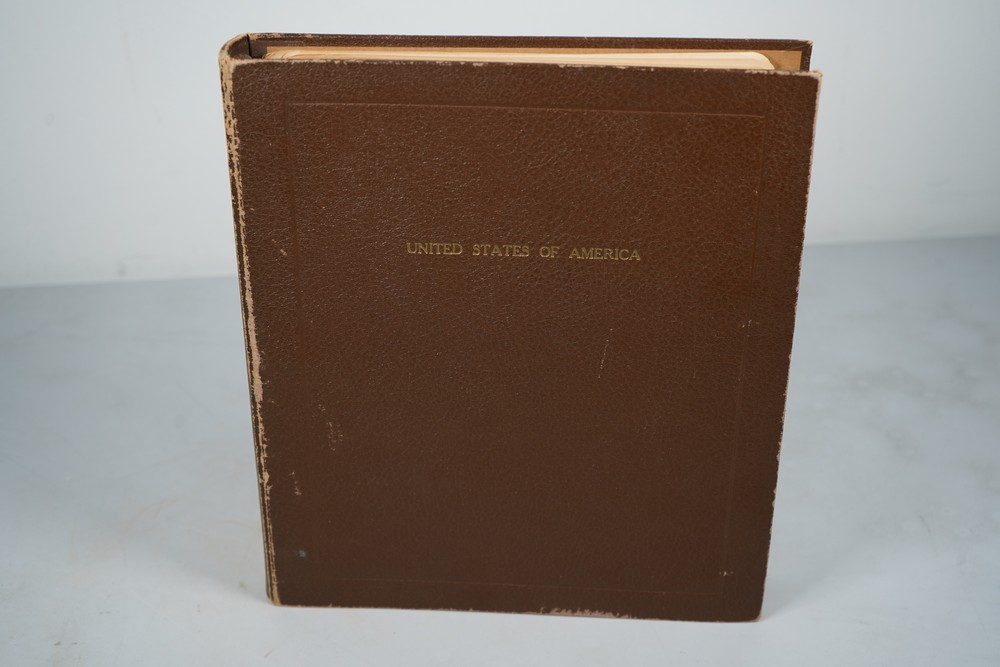 UNITED STATES OF AMERICA